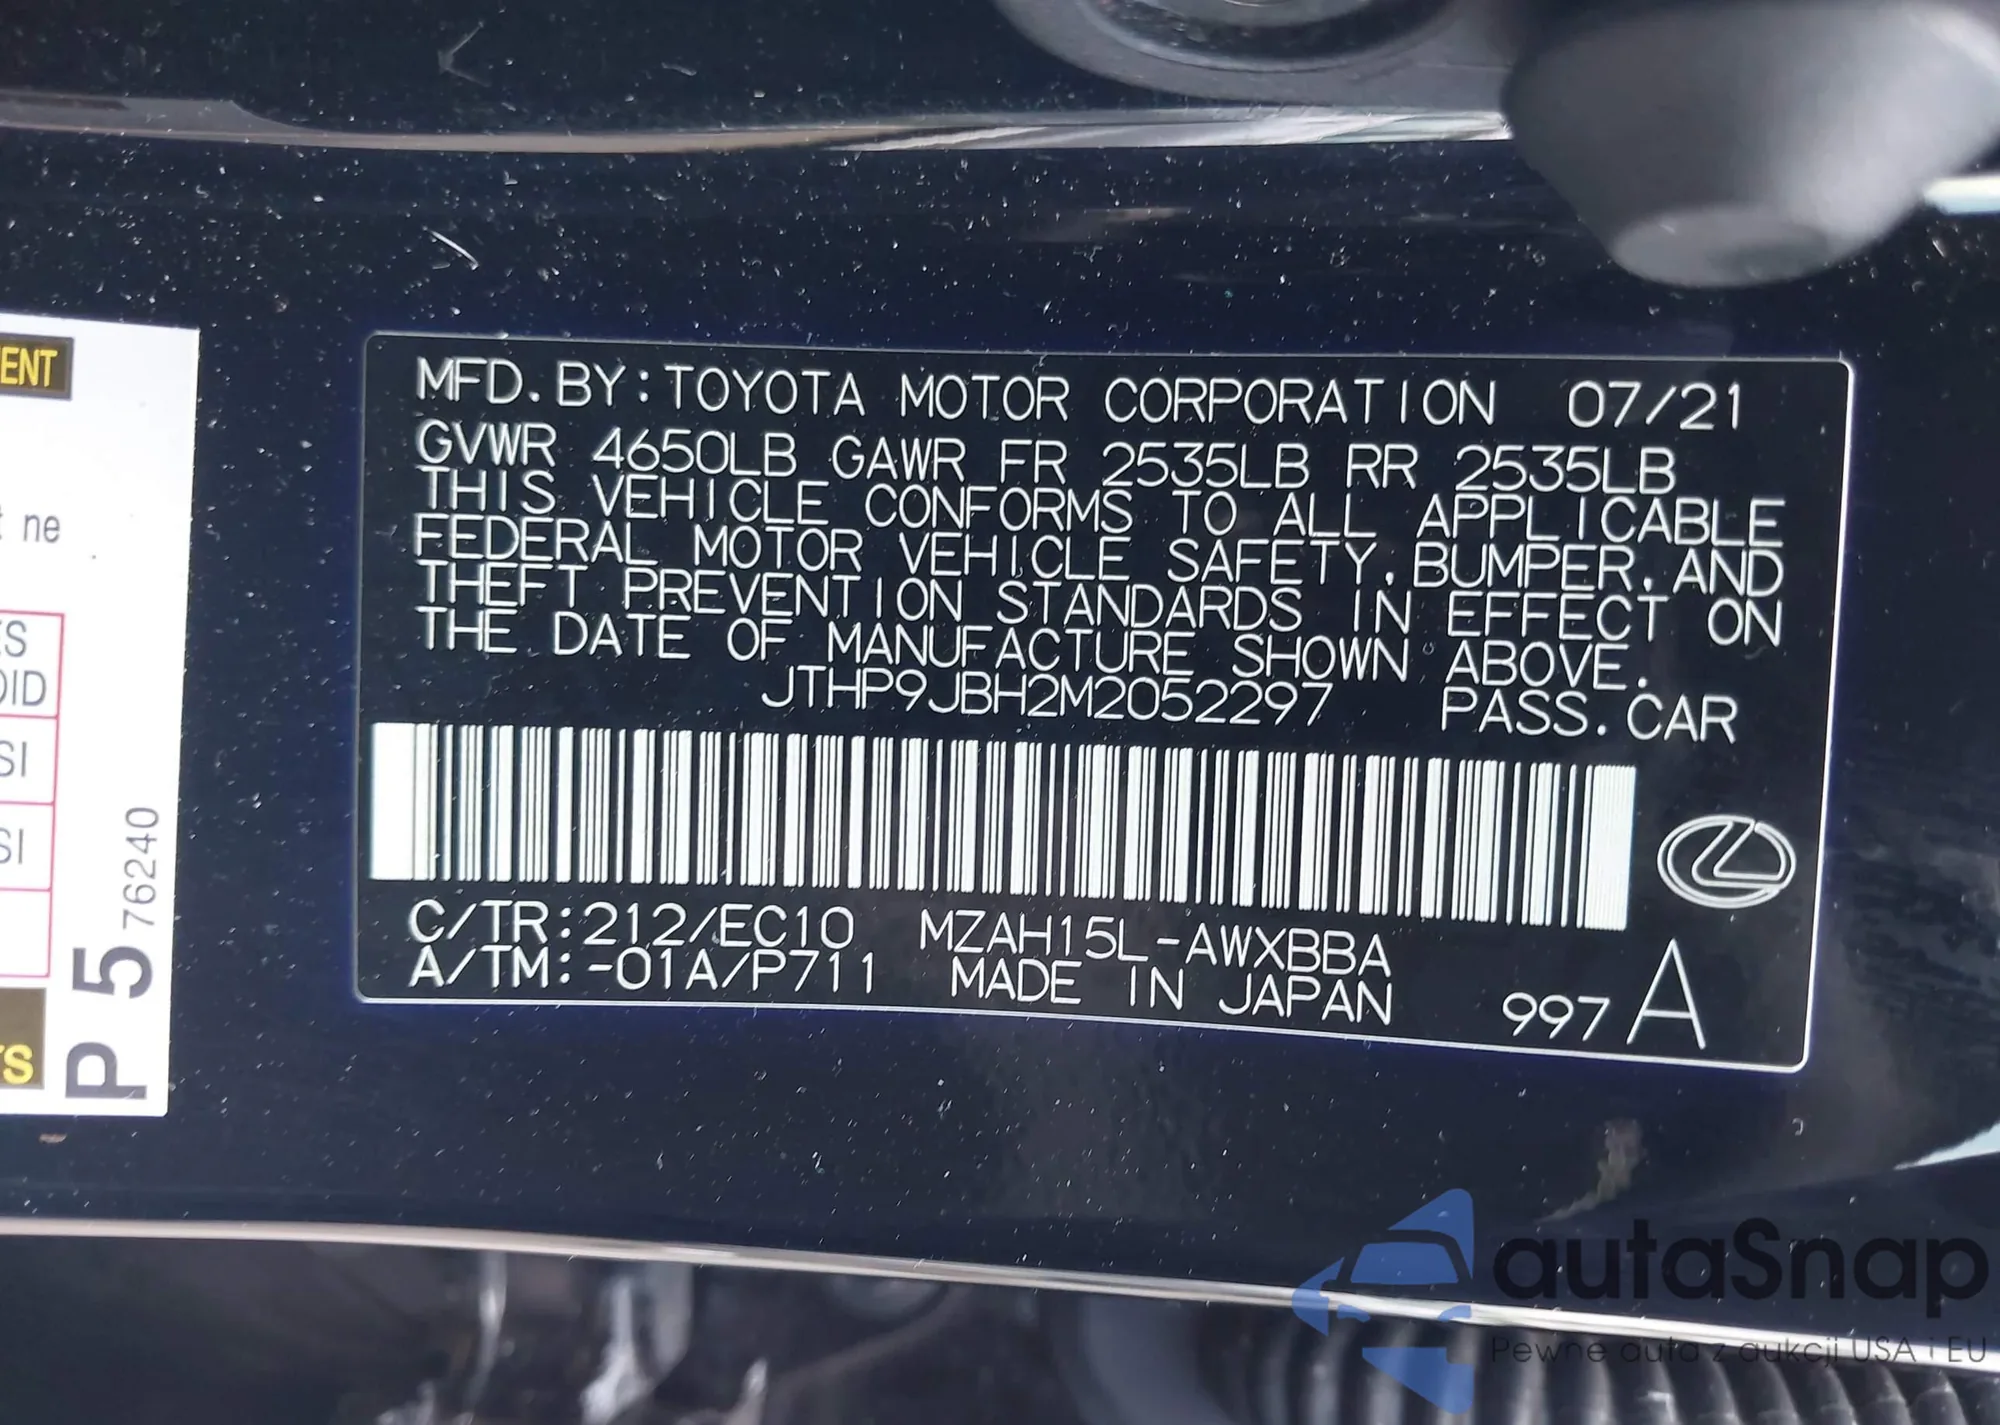 MFD. BY: TOYOTA MOTOR CORPORATION 07/21
GVWR 4650LB GAWR FR 2535LB RR 2535LB
THIS VEHICLE CONFORMS TO ALL APPLICABLE
FEDERAL MOTOR VEHICLE SAFETY, BUMPER, AND
THEFT PREVENTION STANDARDS IN EFFECT ON
THE DATE OF MANUFACTURE SHOWN ABOVE.
JTHP9JBH2M2052297 PASS. CAR
C/TR: 212/EC10 MZAH15L-AWXBBA
A/TM: -01A/P711 MADE IN JAPAN 997 A
ENT
ne
SI
SI
P 5 76240
autaSnap
Pewne auta z aukcji USA i EU